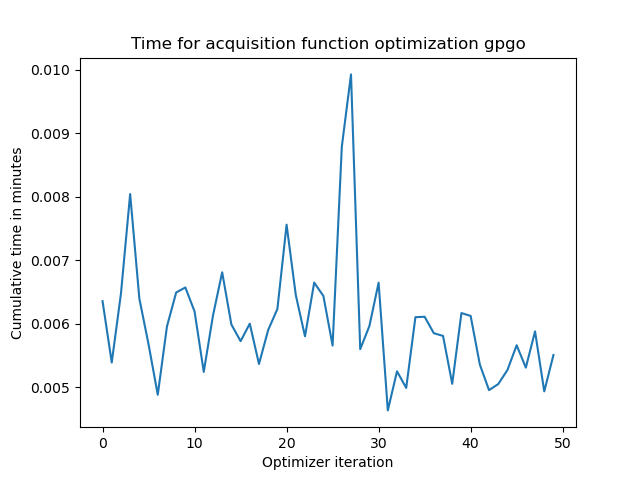 Time for acquisition function optimization gpgo
Cumulative time in minutes
0.010
0.009
0.008
0.007
0.006
0.005
0 10 20 30 40 50
Optimizer iteration